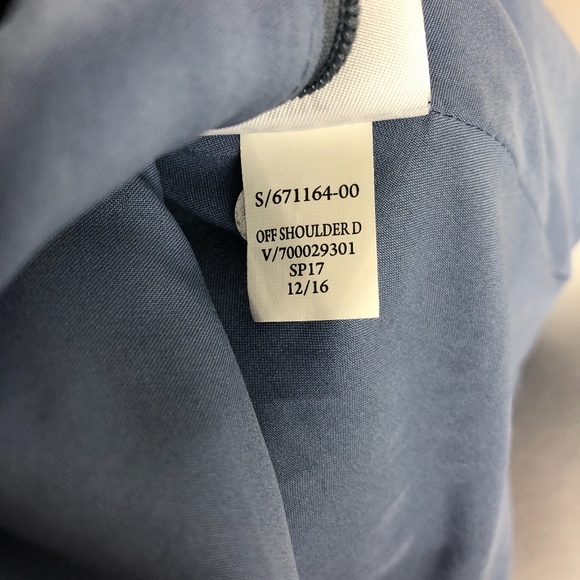 S/671164-00
OFF SHOULDER D
V/700029301
SP17
12/16